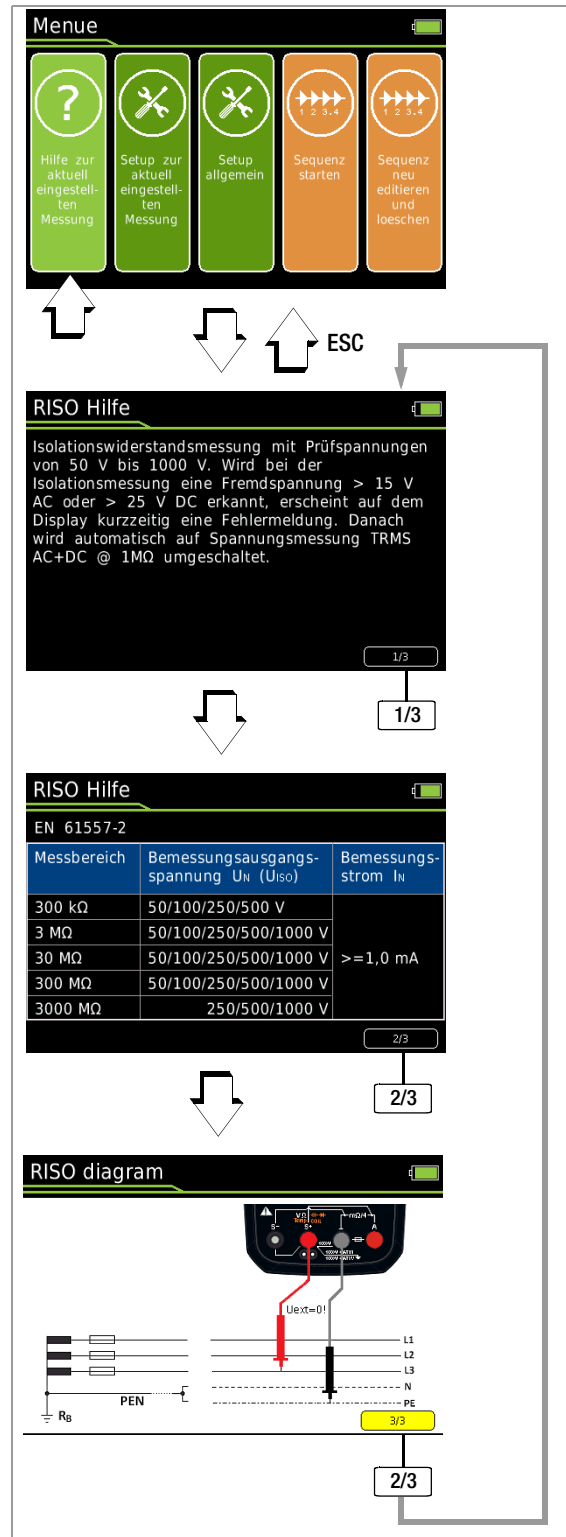 Menue
?
1 2 3.4
1 2 3.4
Hilfe zur
aktuell
eingestell-
ten
Messung
Setup zur
aktuell
eingestell-
ten
Messung
Setup
allgemein
Sequenz
starten
Sequenz
neu
editieren
und
loeschen
ESC
RISO Hilfe
Isolationswiderstandsmessung mit Prüfspannungen
von 50 V bis 1000 V. Wird bei der
Isolationsmessung eine Fremdspannung > 15 V
AC oder > 25 V DC erkannt, erscheint auf dem
Display kurzzeitig eine Fehlermeldung. Danach
wird automatisch auf Spannungsmessung TRMS
AC+DC @ 1MΩ umgeschaltet.
1/3
1/3
RISO Hilfe
EN 61557-2
Messbereich Bemessungsausgangs- Bemessungs-
spannung UN (UISO) strom IN
300 kΩ 50/100/250/500 V
3 MΩ 50/100/250/500/1000 V
30 MΩ 50/100/250/500/1000 V >=1,0 mA
300 MΩ 50/100/250/500/1000 V
3000 MΩ 250/500/1000 V
2/3
2/3
RISO diagram
VΩ
mΩ/4
S-
S+
A
Uext=0!
L1
L2
L3
N
PEN
PE
RB
3/3
2/3